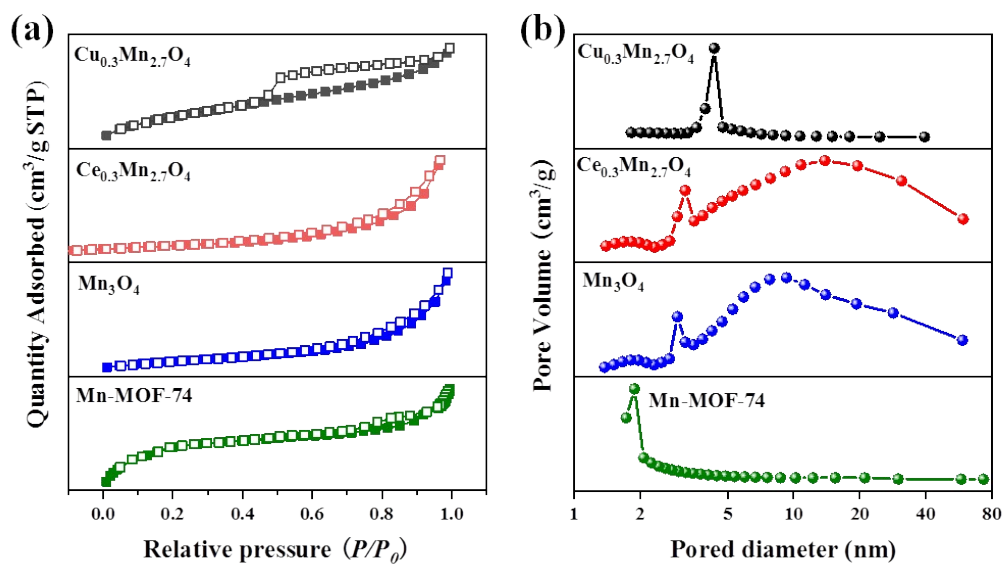 (a)
Quantity Adsorbed (cm³/g STP)
Cu₀.₃Mn₂.₇O₄
Ce₀.₃Mn₂.₇O₄
Mn₃O₄
Mn-MOF-74
0.0 0.2 0.4 0.6 0.8 1.0
Relative pressure (P/P₀)
(b)
Pore Volume (cm³/g)
Cu₀.₃Mn₂.₇O₄
Ce₀.₃Mn₂.₇O₄
Mn₃O₄
Mn-MOF-74
1 2 5 10 20 40 80
Pored diameter (nm)